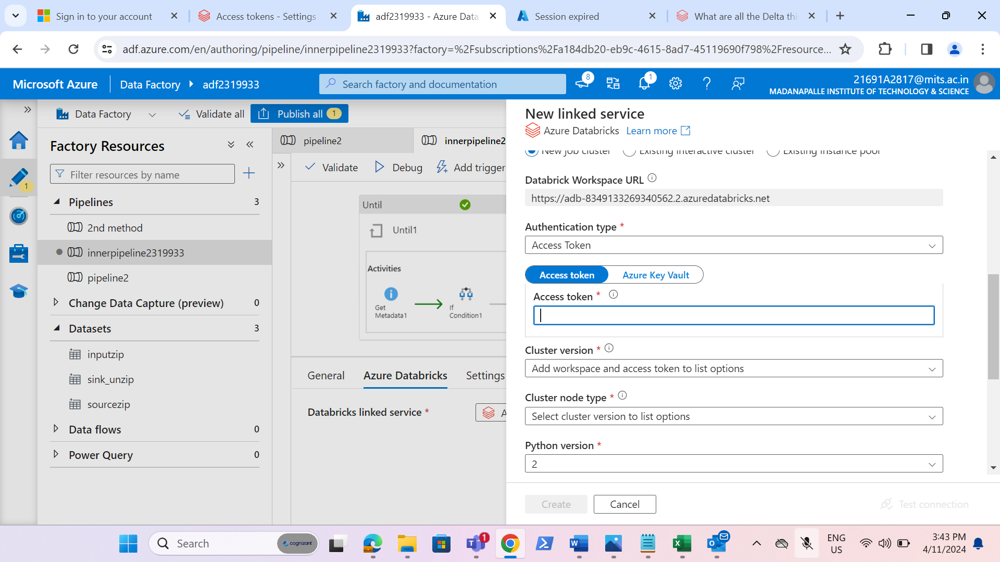 Sign in to your account
Access tokens - Settings
adf2319933 - Azure Data
Session expired
What are all the Delta thi
adf.azure.com/en/authoring/pipeline/innerpipeline2319933?factory=%2Fsubscriptions%2Fa184db20-eb9c-4615-8ad7-45119690f798%2Fresource...
Microsoft Azure
Data Factory
adf2319933
Search factory and documentation
8
1
21691A2817@mits.ac.in
MADANAPALLE INSTITUTE OF TECHNOLOGY & SCIENCE
Data Factory
Validate all
Publish all
1
1
Factory Resources
Filter resources by name
Pipelines 3
2nd method
innerpipeline2319933
pipeline2
Change Data Capture (preview) 0
Datasets 3
inputzip
sink_unzip
sourcezip
Data flows 0
Power Query 0
pipeline2
innerpipeline2
Validate
Debug
Add trigger
Until
Until1
Activities
Get
Metadata1
If
Condition1
General
Azure Databricks
Settings
Databricks linked service *
A
New linked service
Azure Databricks Learn more
New job cluster
Existing interactive cluster
Existing instance pool
Databrick Workspace URL
https://adb-8349133269340562.2.azuredatabricks.net
Authentication type *
Access Token
Access token
Azure Key Vault
Access token *
Cluster version *
Add workspace and access token to list options
Cluster node type *
Select cluster version to list options
Python version *
2
Create
Cancel
Test connection
Search
cognizant
1
ENG
US
3:43 PM
4/11/2024